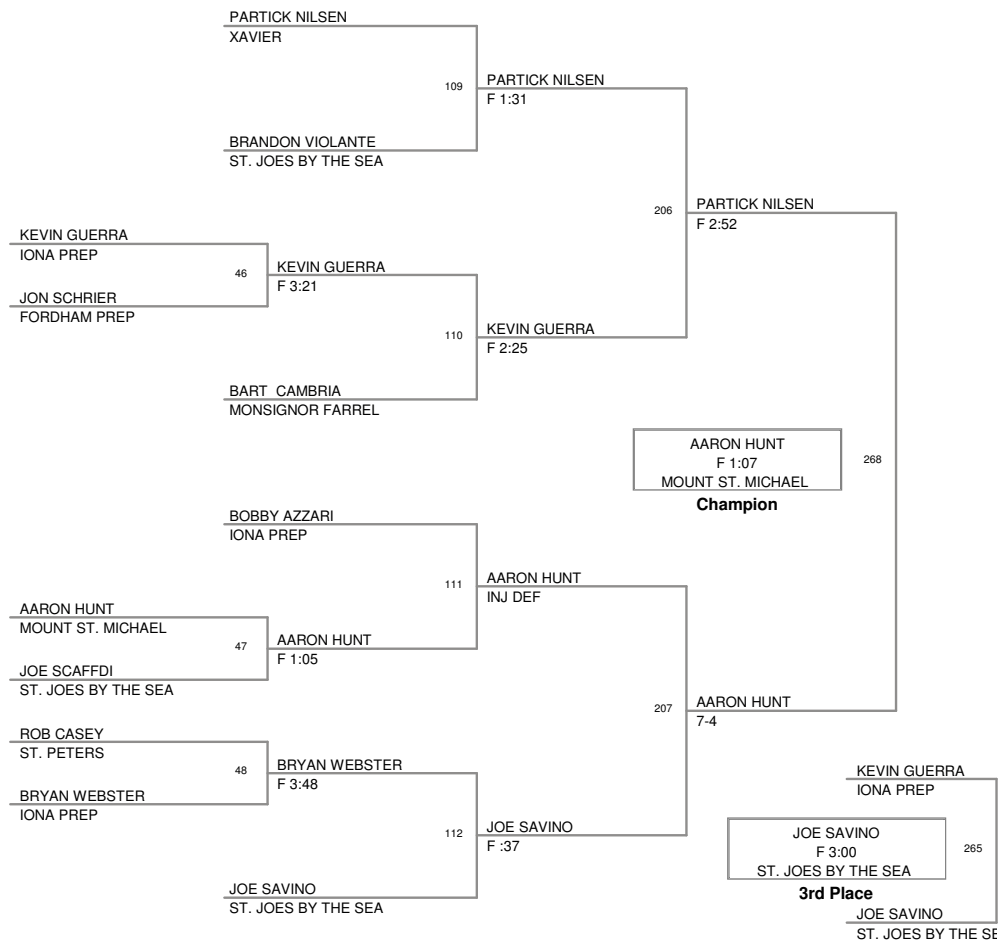 PARTICK NILSEN
XAVIER
109
PARTICK NILSEN
F 1:31
BRANDON VIOLANTE
ST. JOES BY THE SEA
206
PARTICK NILSEN
F 2:52
KEVIN GUERRA
IONA PREP
46
KEVIN GUERRA
F 3:21
JON SCHRIER
FORDHAM PREP
110
KEVIN GUERRA
F 2:25
BART  CAMBRIA
MONSIGNOR FARREL
AARON HUNT
F 1:07
MOUNT ST. MICHAEL
268
Champion
BOBBY AZZARI
IONA PREP
111
AARON HUNT
INJ DEF
AARON HUNT
MOUNT ST. MICHAEL
47
AARON HUNT
F 1:05
JOE SCAFFDI
ST. JOES BY THE SEA
207
AARON HUNT
7-4
ROB CASEY
ST. PETERS
48
BRYAN WEBSTER
F 3:48
BRYAN WEBSTER
IONA PREP
112
JOE SAVINO
F :37
JOE SAVINO
ST. JOES BY THE SEA
KEVIN GUERRA
IONA PREP
JOE SAVINO
F 3:00
ST. JOES BY THE SEA
265
3rd Place
JOE SAVINO
ST. JOES BY THE SE